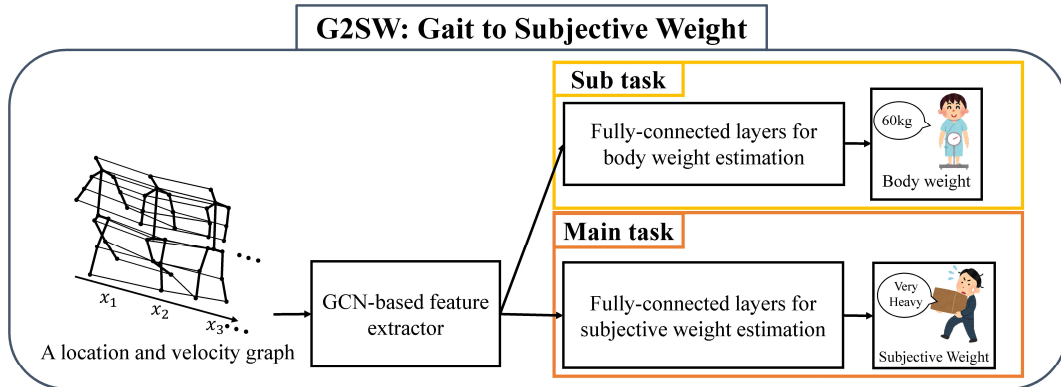 G2SW: Gait to Subjective Weight
Sub task
Fully-connected layers for
body weight estimation
60kg
Body weight
Main task
Fully-connected layers for
subjective weight estimation
Very
Heavy
Subjective Weight
GCN-based feature
extractor
x₁
x₂
x₃
A location and velocity graph